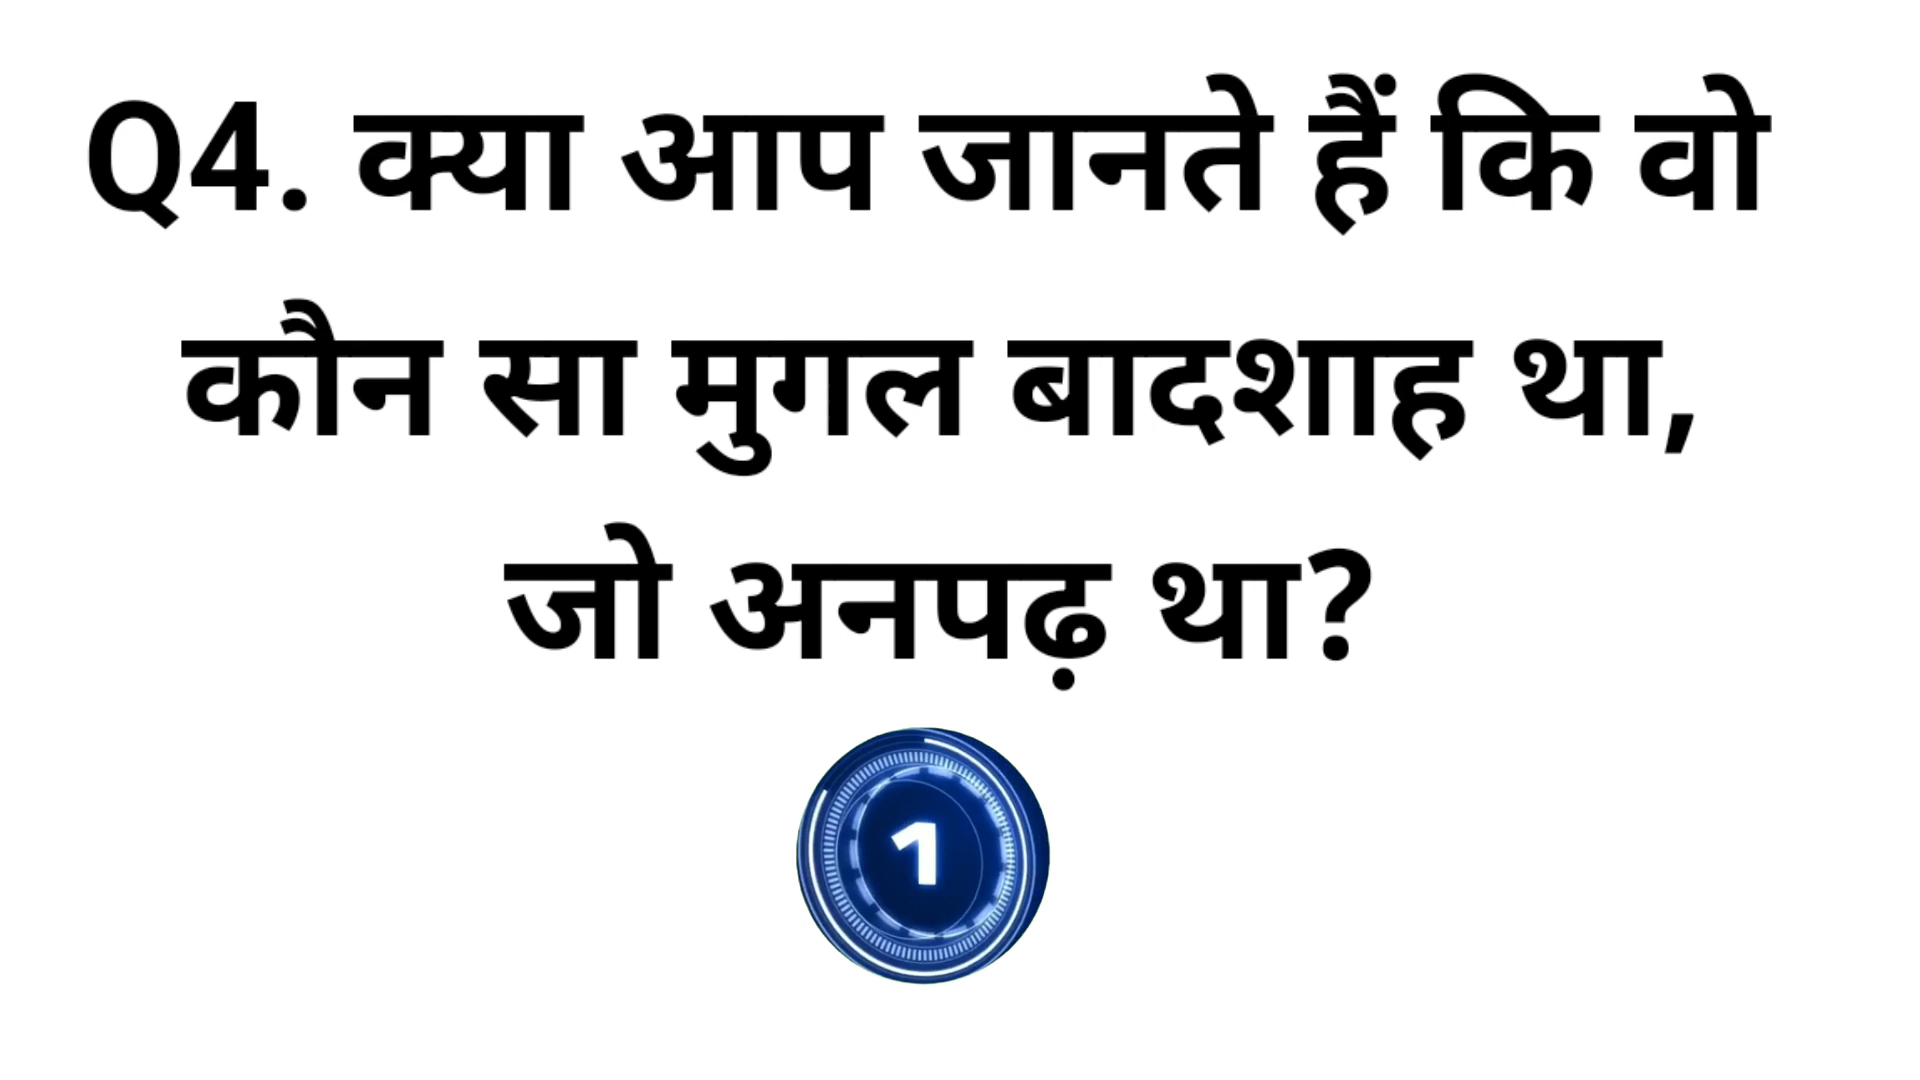 Q4. क्या आप जानते हैं कि वो
कौन सा मुगल बादशाह था,
जो अनपढ़ था?
1